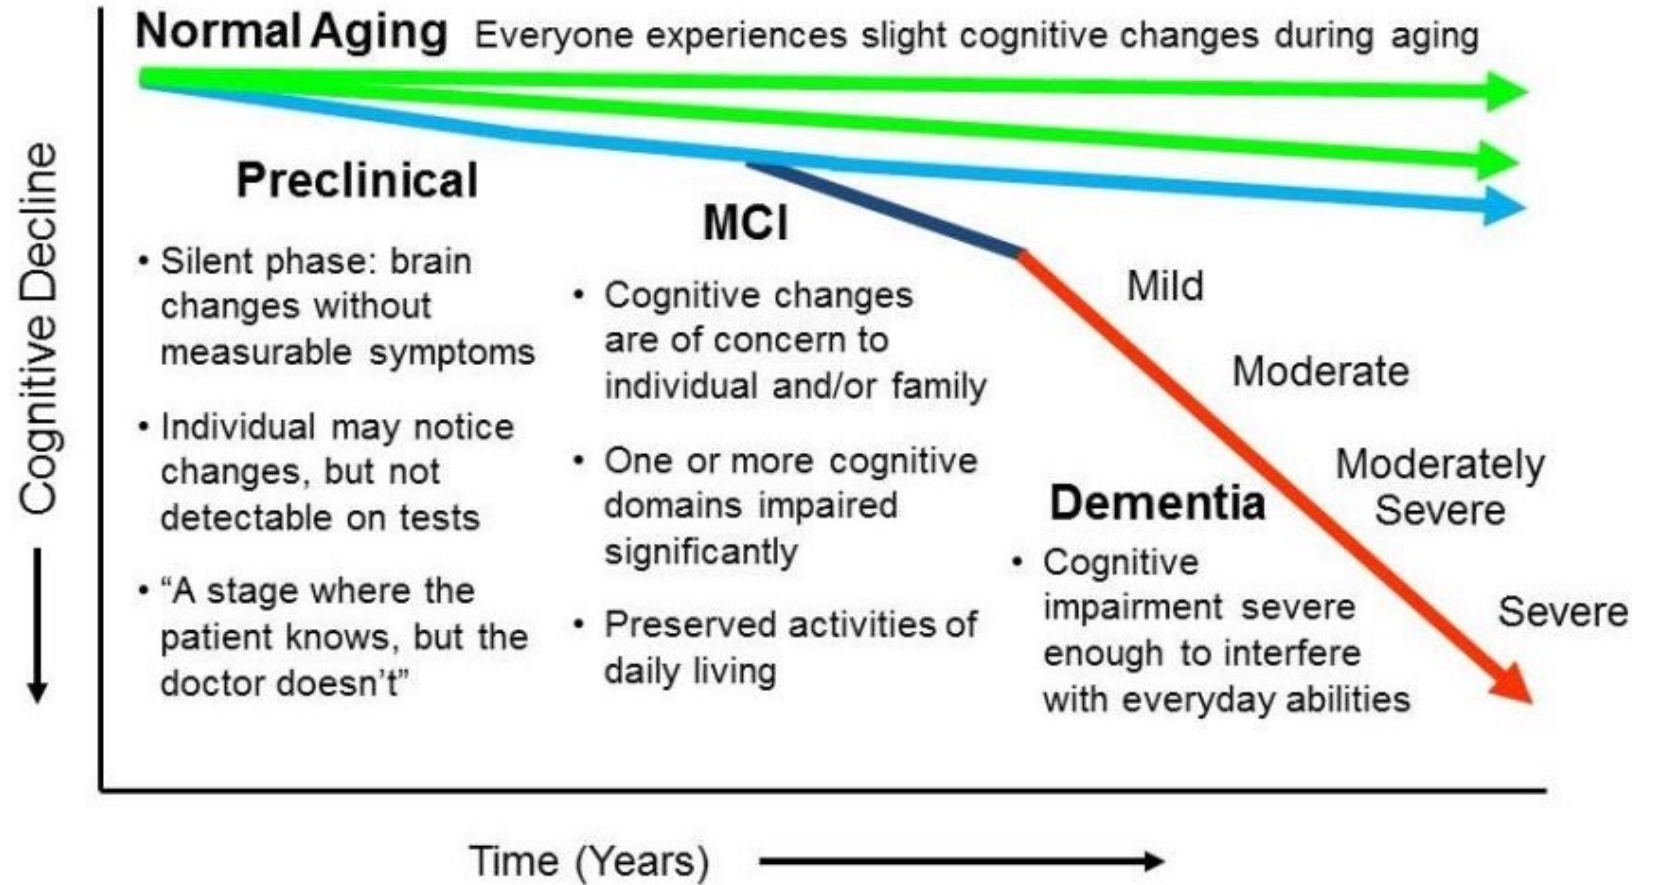 Normal Aging Everyone experiences slight cognitive changes during aging
Cognitive Decline
Preclinical
• Silent phase: brain
changes without
measurable symptoms
• Individual may notice
changes, but not
detectable on tests
• “A stage where the
patient knows, but the
doctor doesn’t”
MCI
• Cognitive changes
are of concern to
individual and/or family
• One or more cognitive
domains impaired
significantly
• Preserved activities of
daily living
Mild
Moderate
Moderately
Severe
Severe
Dementia
• Cognitive
impairment severe
enough to interfere
with everyday abilities
Time (Years)